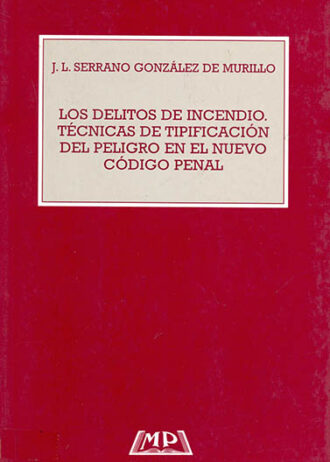 J. L. SERRANO GONZÁLEZ DE MURILLO
LOS DELITOS DE INCENDIO.
TÉCNICAS DE TIPIFICACIÓN
DEL PELIGRO EN EL NUEVO
CÓDIGO PENAL
MP